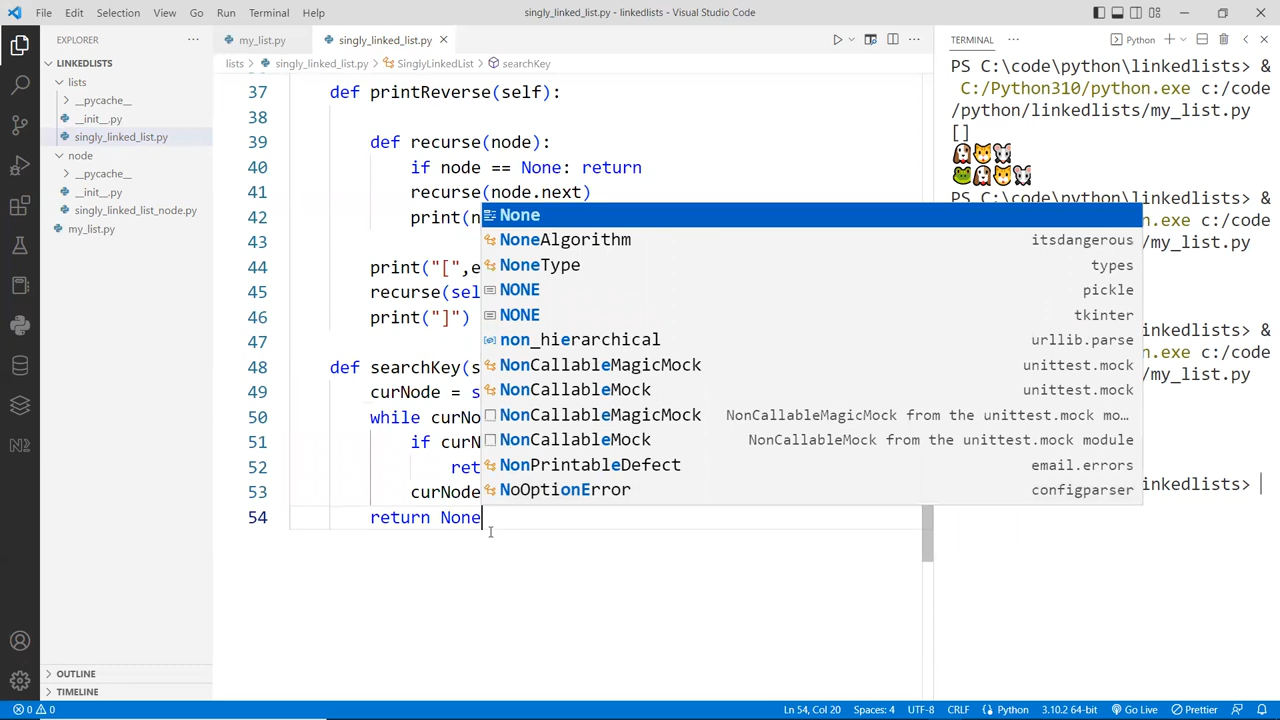 File Edit Selection View Go Run Terminal Help
singly_linked_list.py - linkedlists - Visual Studio Code
EXPLORER
LINKEDLISTS
lists
__pycache__
__init__.py
singly_linked_list.py
node
__pycache__
__init__.py
singly_linked_list_node.py
my_list.py
OUTLINE
TIMELINE
my_list.py
singly_linked_list.py
lists > singly_linked_list.py > SinglyLinkedList > searchKey
37 def printReverse(self):
38
39 def recurse(node):
40 if node == None: return
41 recurse(node.next)
42 print(n
43
44 print("[",e
45 recurse(sel
46 print("]")
47
48 def searchKey(s
49 curNode = s
50 while curNo
51 if curN
52 ret
53 curNode
54 return None
None
NoneAlgorithm itsdangerous
NoneType types
NONE pickle
NONE tkinter
non_hierarchical urllib.parse
NonCallableMagicMock unittest.mock
NonCallableMock unittest.mock
NonCallableMagicMock NonCallableMagicMock from the unittest.mock mo…
NonCallableMock NonCallableMock from the unittest.mock module
NonPrintableDefect email.errors
NoOptionError configparser
TERMINAL
Python
PS C:\code\python\linkedlists> &
C:/Python310/python.exe c:/code
/python/linkedlists/my_list.py
[]
🐶🐱🐭
🐸🐶🐱🐭
PS C:\code\python\linkedlists> &
on.exe c:/code
my_list.py
nkedlists> &
on.exe c:/code
my_list.py
nkedlists>
0 0
Ln 54, Col 20 Spaces: 4 UTF-8 CRLF Python 3.10.2 64-bit Go Live Prettier